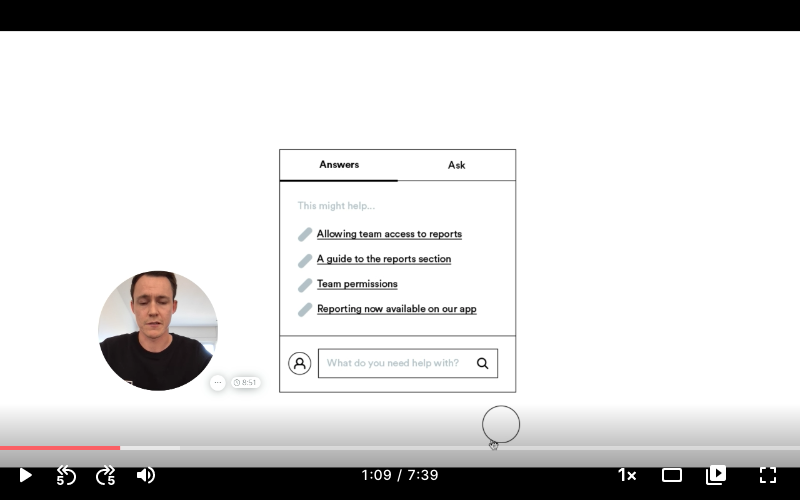 Answers
Ask
This might help...
Allowing team access to reports
A guide to the reports section
Team permissions
Reporting now available on our app
What do you need help with?
8:51
5
5
1:09 / 7:39
1×